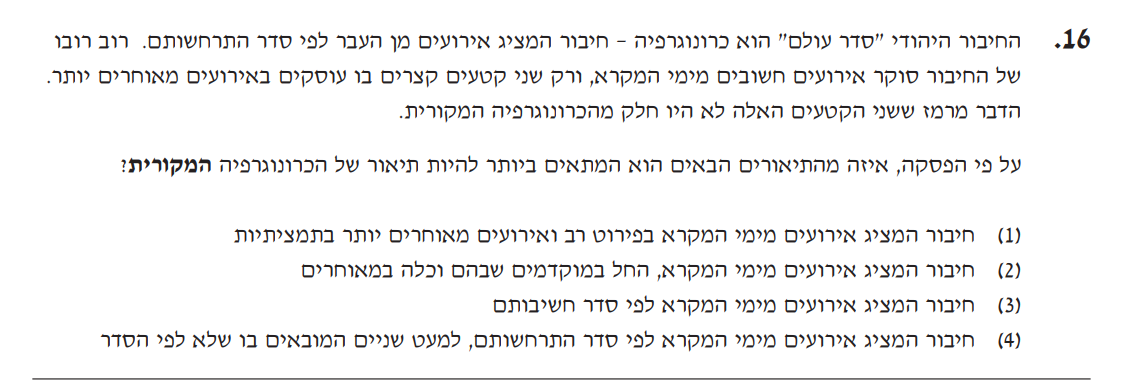 16. החיבור היהודי "סדר עולם" הוא כרונוגרפיה – חיבור המציג אירועים מן העבר לפי סדר התרחשותם. רוב רובו
של החיבור סוקר אירועים חשובים מימי המקרא, ורק שני קטעים קצרים בו עוסקים באירועים מאוחרים יותר.
הדבר מרמז ששני הקטעים האלה לא היו חלק מהכרונוגרפיה המקורית.
על פי הפסקה, איזה מהתיאורים הבאים הוא המתאים ביותר להיות תיאור של הכרונוגרפיה המקורית?
(1) חיבור המציג אירועים מימי המקרא בפירוט רב ואירועים מאוחרים יותר בתמציתיות
(2) חיבור המציג אירועים מימי המקרא, החל במוקדמים שבהם וכלה במאוחרים
(3) חיבור המציג אירועים מימי המקרא לפי סדר חשיבותם
(4) חיבור המציג אירועים מימי המקרא לפי סדר התרחשותם, למעט שניים המובאים בו שלא לפי הסדר